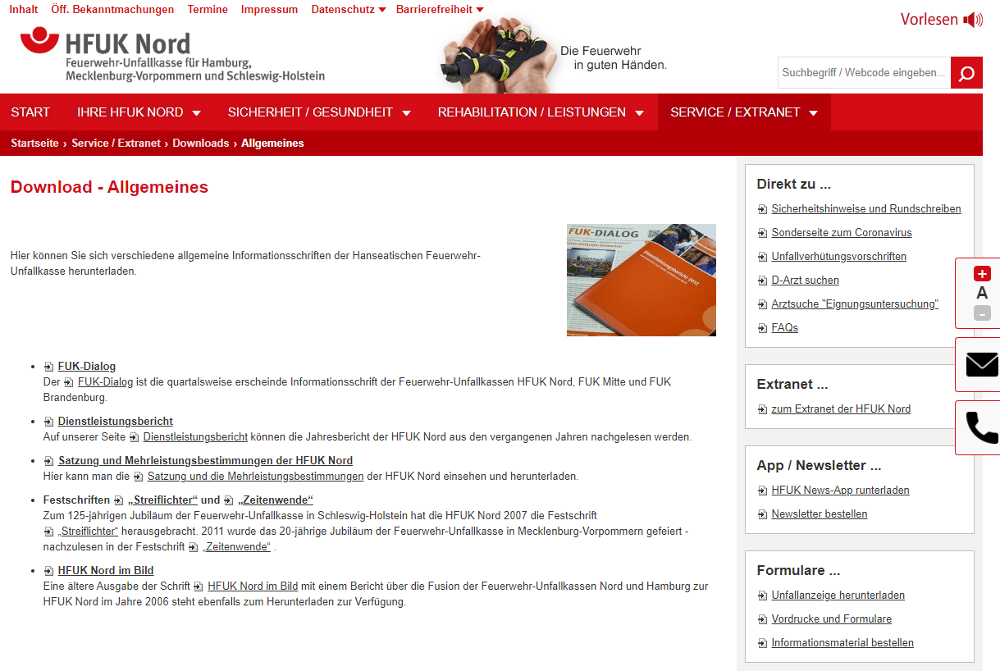 Inhalt Öff. Bekanntmachungen Termine Impressum Datenschutz Barrierefreiheit
Vorlesen
HFUK Nord
Feuerwehr-Unfallkasse für Hamburg,
Mecklenburg-Vorpommern und Schleswig-Holstein
Die Feuerwehr
in guten Händen.
Suchbegriff / Webcode eingeben...
START IHRE HFUK NORD SICHERHEIT / GESUNDHEIT REHABILITATION / LEISTUNGEN SERVICE / EXTRANET
Startseite › Service / Extranet › Downloads › Allgemeines
Download - Allgemeines
Hier können Sie sich verschiedene allgemeine Informationsschriften der Hanseatischen Feuerwehr-
Unfallkasse herunterladen.
FUK-DIALOG
Dienstleistungsbericht 2012
• FUK-Dialog
Der FUK-Dialog ist die quartalsweise erscheinde Informationsschrift der Feuerwehr-Unfallkassen HFUK Nord, FUK Mitte und FUK
Brandenburg.
• Dienstleistungsbericht
Auf unserer Seite Dienstleistungsbericht können die Jahresbericht der HFUK Nord aus den vergangenen Jahren nachgelesen werden.
• Satzung und Mehrleistungsbestimmungen der HFUK Nord
Hier kann man die Satzung und die Mehrleistungsbestimmungen der HFUK Nord einsehen und herunterladen.
• Festschriften „Streiflichter“ und „Zeitenwende“
Zum 125-jährigen Jubiläum der Feuerwehr-Unfallkasse in Schleswig-Holstein hat die HFUK Nord 2007 die Festschrift
„Streiflichter“ herausgebracht. 2011 wurde das 20-jährige Jubiläum der Feuerwehr-Unfallkasse in Mecklenburg-Vorpommern gefeiert -
nachzulesen in der Festschrift „Zeitenwende“ .
• HFUK Nord im Bild
Eine ältere Ausgabe der Schrift HFUK Nord im Bild mit einem Bericht über die Fusion der Feuerwehr-Unfallkassen Nord und Hamburg zur
HFUK Nord im Jahre 2006 steht ebenfalls zum Herunterladen zur Verfügung.
Direkt zu ...
Sicherheitshinweise und Rundschreiben
Sonderseite zum Coronavirus
Unfallverhütungsvorschriften
D-Arzt suchen
Arztsuche "Eignungsuntersuchung"
FAQs
+
A
-
Extranet ...
zum Extranet der HFUK Nord
App / Newsletter ...
HFUK News-App runterladen
Newsletter bestellen
Formulare ...
Unfallanzeige herunterladen
Vordrucke und Formulare
Informationsmaterial bestellen